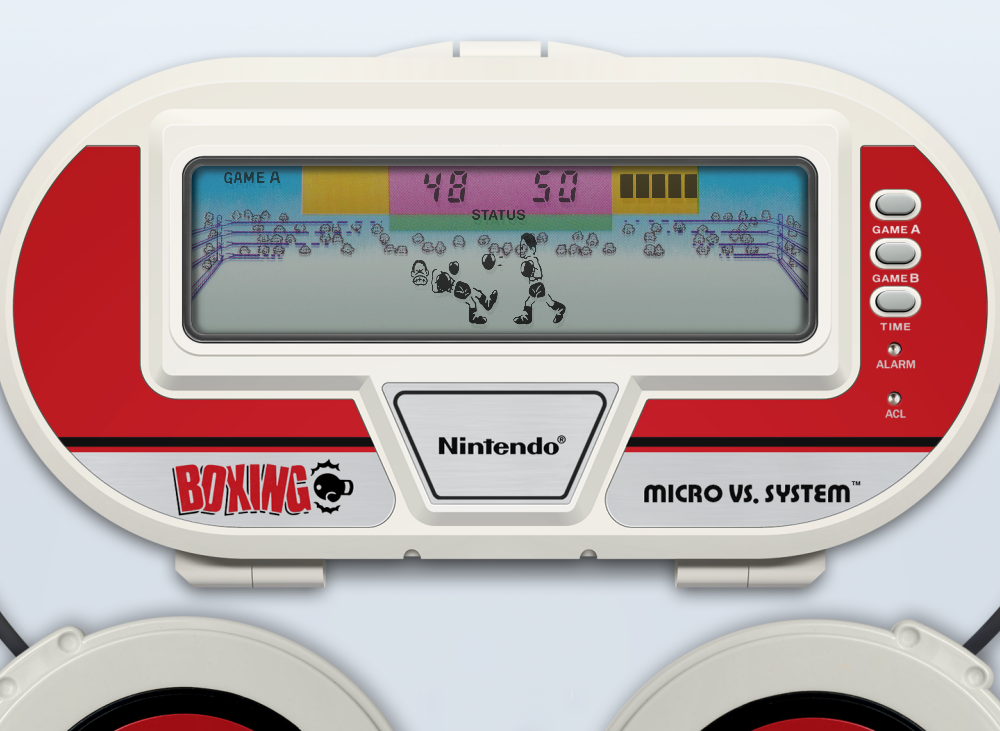 GAME A
48 50
STATUS
GAME A
GAME B
TIME
ALARM
ACL
Nintendo®
BOXING
MICRO VS. SYSTEM™